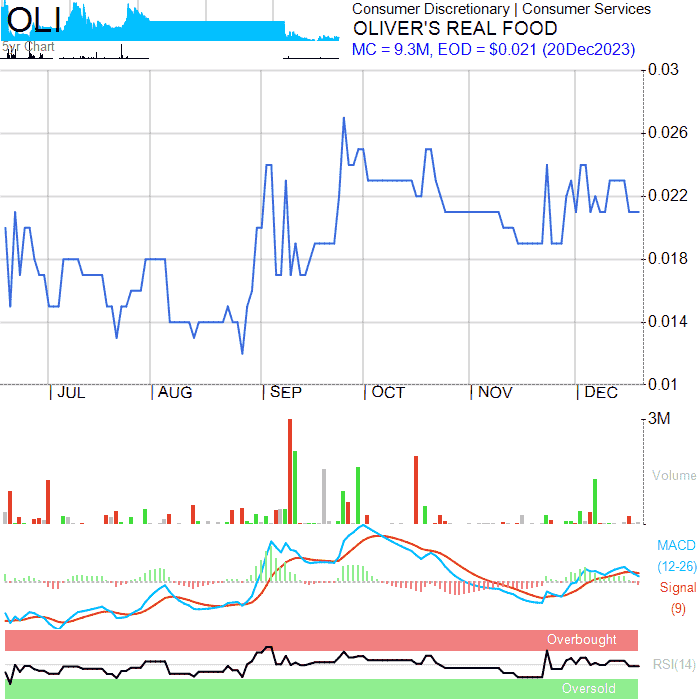 OLI
5yr Chart
Consumer Discretionary | Consumer Services
OLIVER'S REAL FOOD
MC = 9.3M, EOD = $0.021 (20Dec2023)
0.03
0.026
0.022
0.018
0.014
0.01
| JUL | AUG | SEP | OCT | NOV | DEC
3M
Volume
MACD
(12-26)
Signal
(9)
Overbought
RSI(14)
Oversold